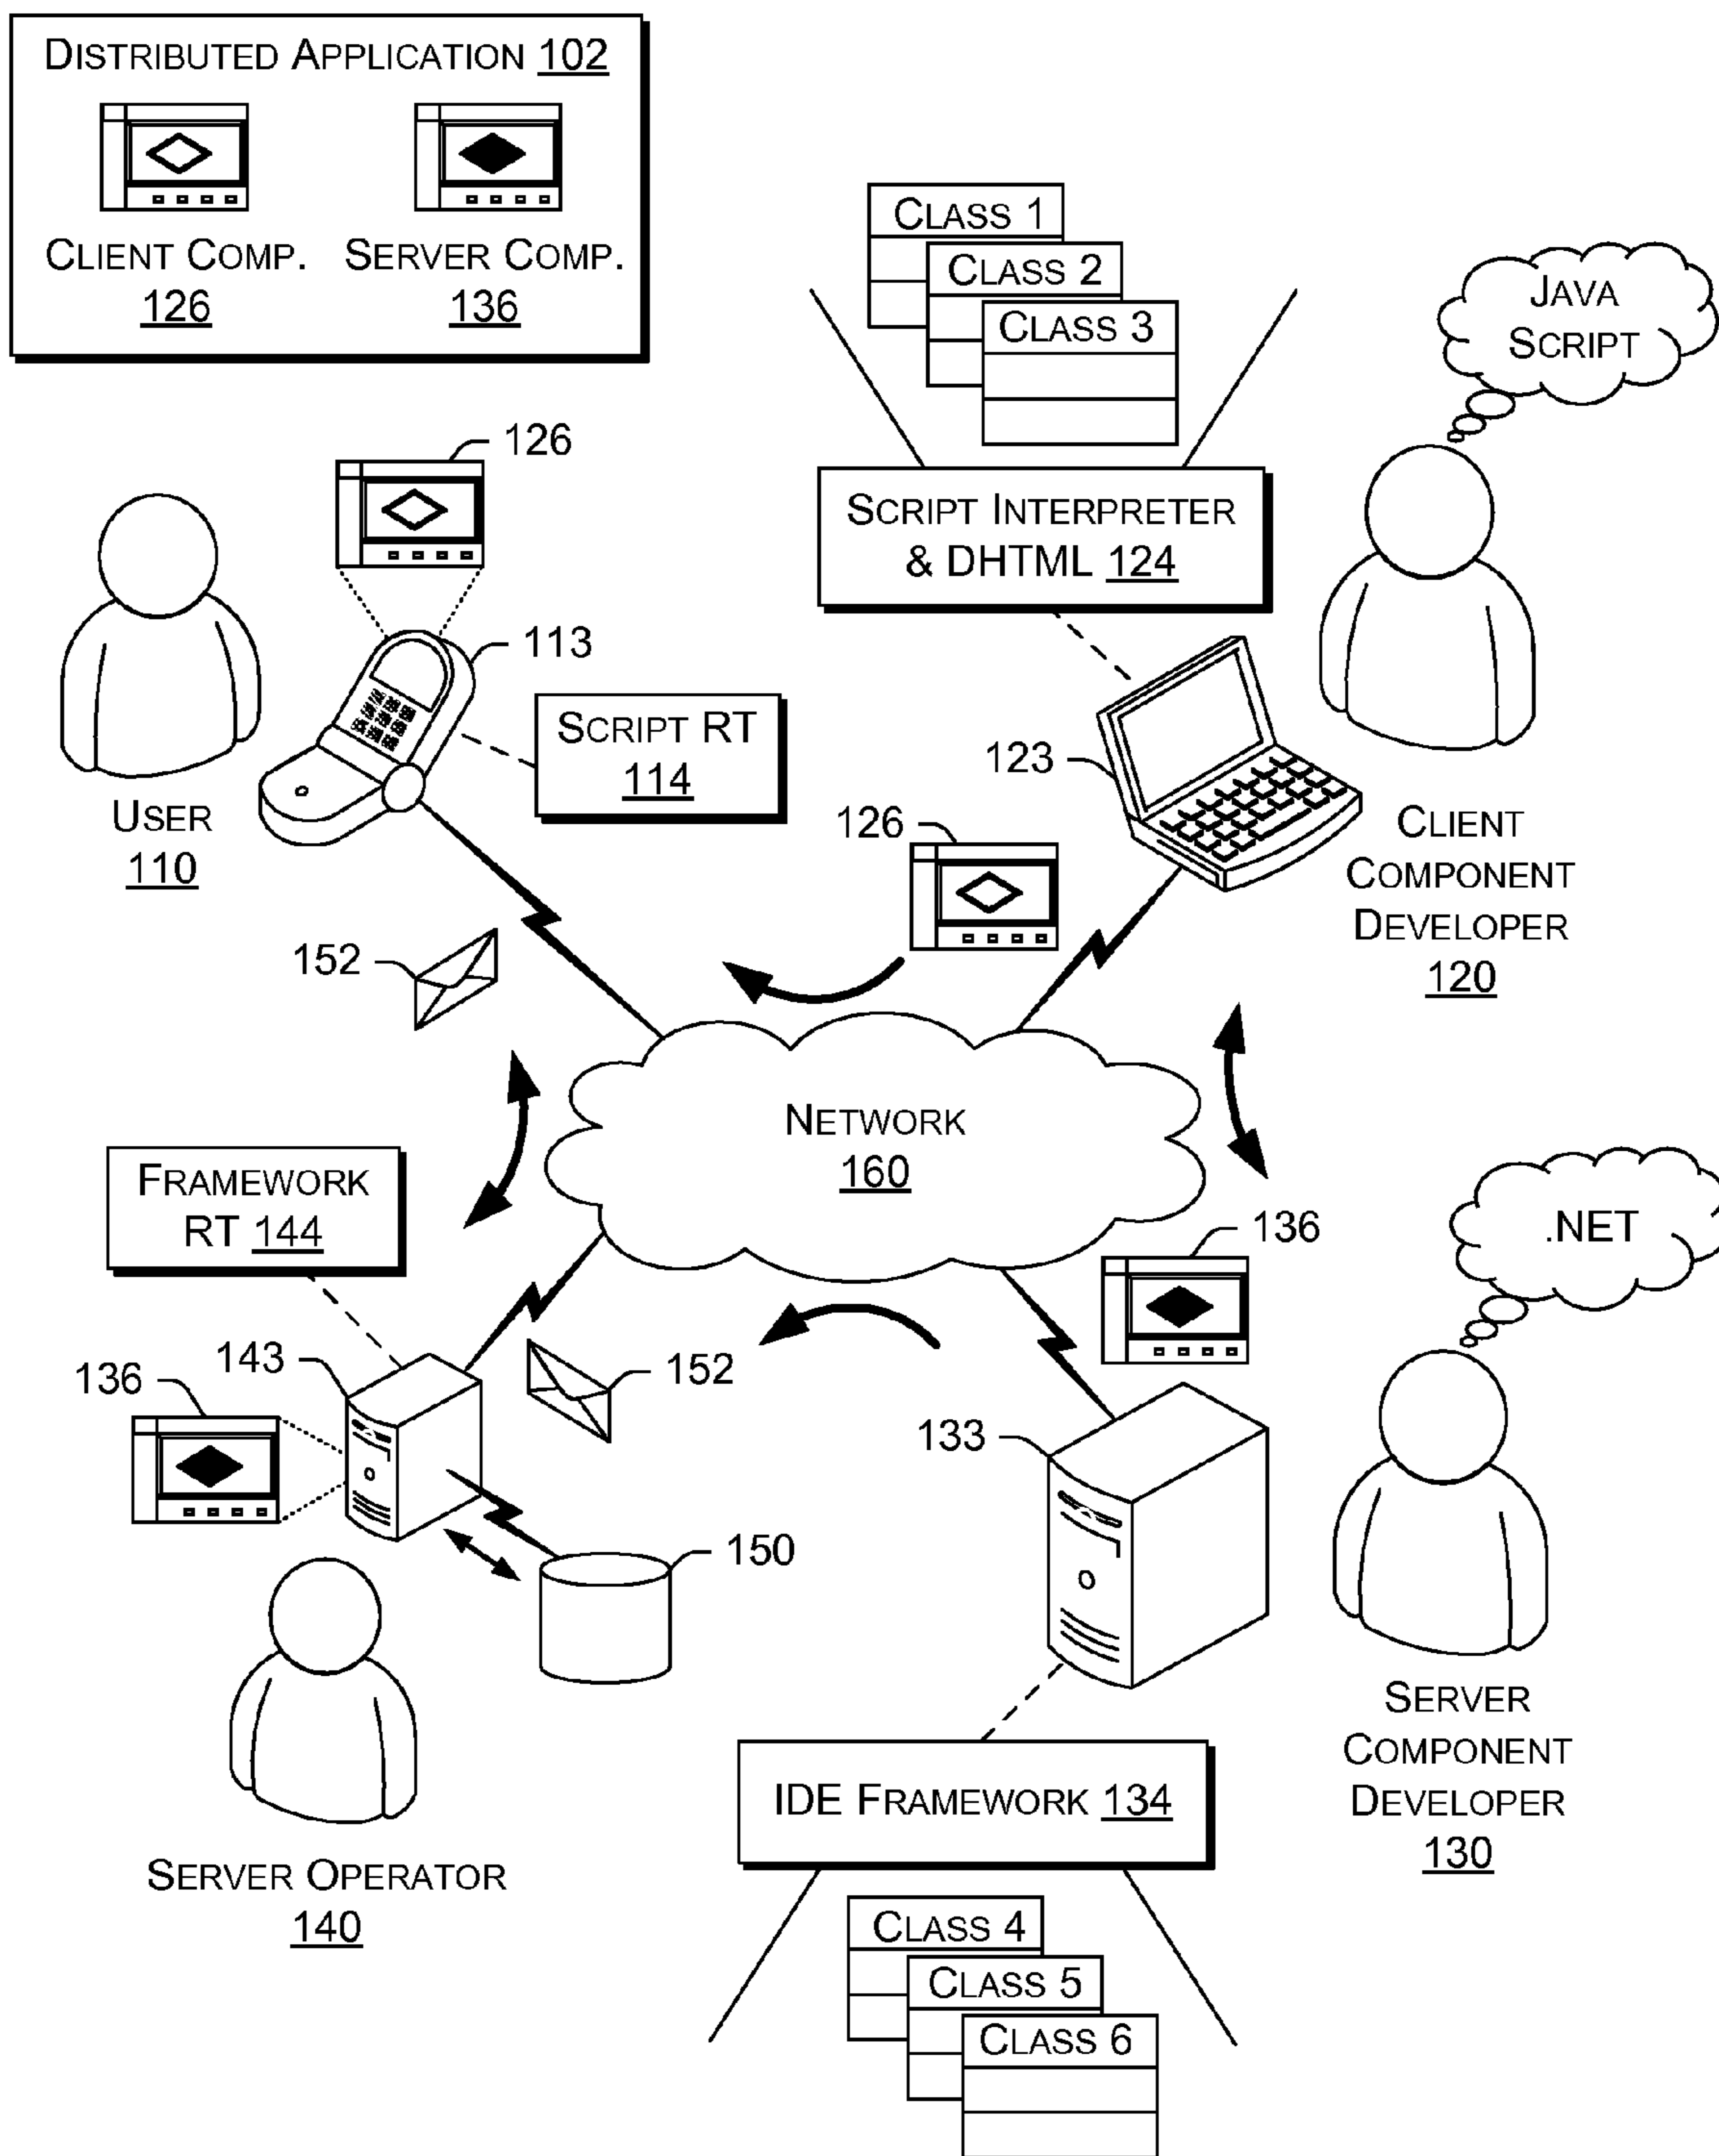 DISTRIBUTED APPLICATION 102
CLIENT COMP.
126
SERVER COMP.
136
CLASS 1
CLASS 2
CLASS 3
JAVA
SCRIPT
126
SCRIPT INTERPRETER
& DHTML 124
113
SCRIPT RT
114
123
USER
110
126
CLIENT
COMPONENT
DEVELOPER
120
152
NETWORK
160
FRAMEWORK
RT 144
136
.NET
143
136
152
133
150
SERVER
COMPONENT
DEVELOPER
130
IDE FRAMEWORK 134
SERVER OPERATOR
140
CLASS 4
CLASS 5
CLASS 6